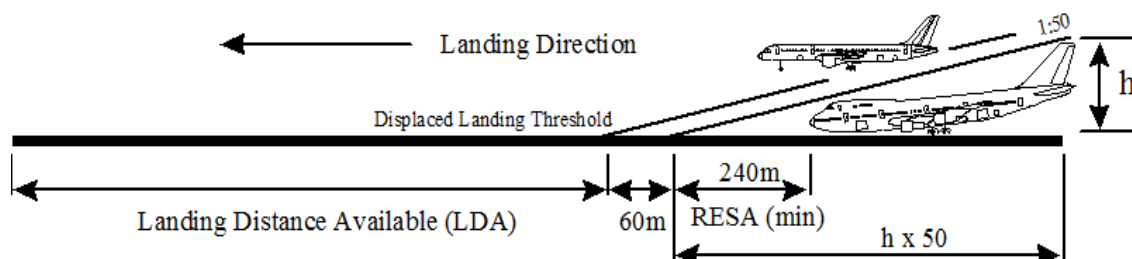 1:50
Landing Direction
h
Displaced Landing Threshold
240m
Landing Distance Available (LDA)
60m
RESA (min)
h x 50